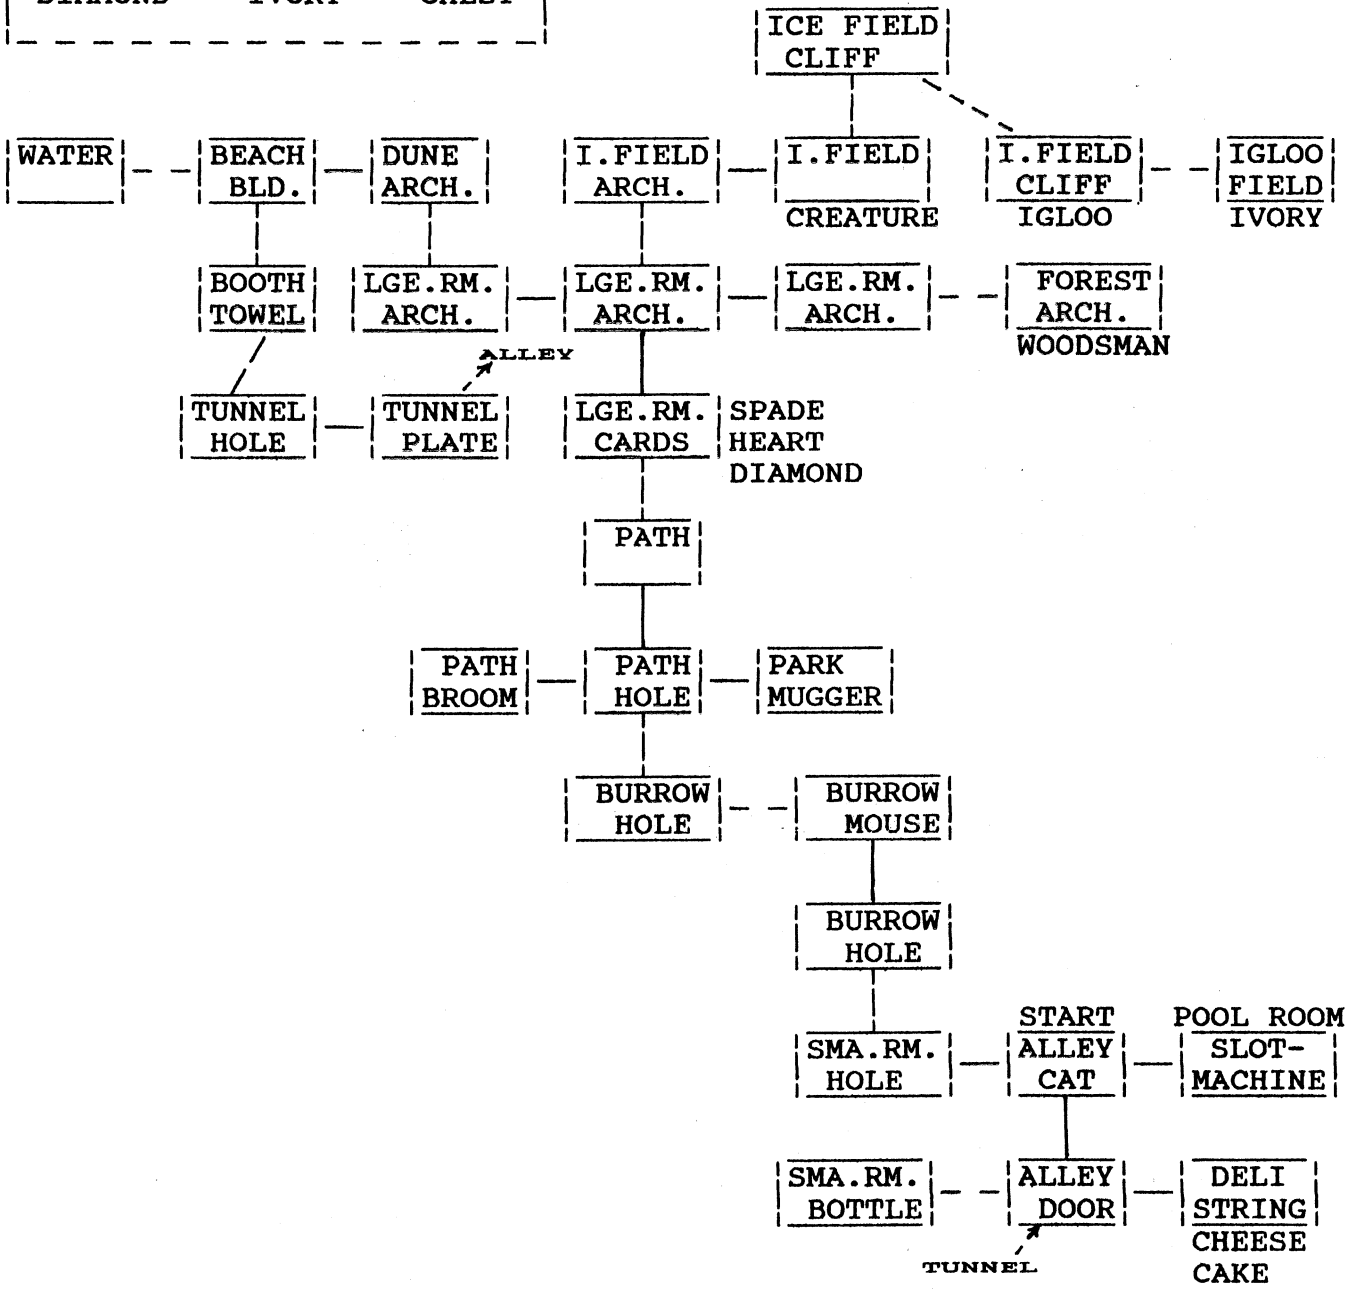 DIAMOND IVORY CHEST
ICE FIELD
CLIFF
WATER
BEACH
BLD.
DUNE
ARCH.
I.FIELD
ARCH.
I.FIELD
CREATURE
I.FIELD
CLIFF
IGLOO
IGLOO
FIELD
IVORY
BOOTH
TOWEL
LGE.RM.
ARCH.
LGE.RM.
ARCH.
LGE.RM.
ARCH.
FOREST
ARCH.
WOODSMAN
ALLEY
TUNNEL
HOLE
TUNNEL
PLATE
LGE.RM.
CARDS
SPADE
HEART
DIAMOND
PATH
PATH
BROOM
PATH
HOLE
PARK
MUGGER
BURROW
HOLE
BURROW
MOUSE
BURROW
HOLE
SMA.RM.
HOLE
START
ALLEY
CAT
POOL ROOM
SLOT-
MACHINE
SMA.RM.
BOTTLE
ALLEY
DOOR
TUNNEL
DELI
STRING
CHEESE
CAKE